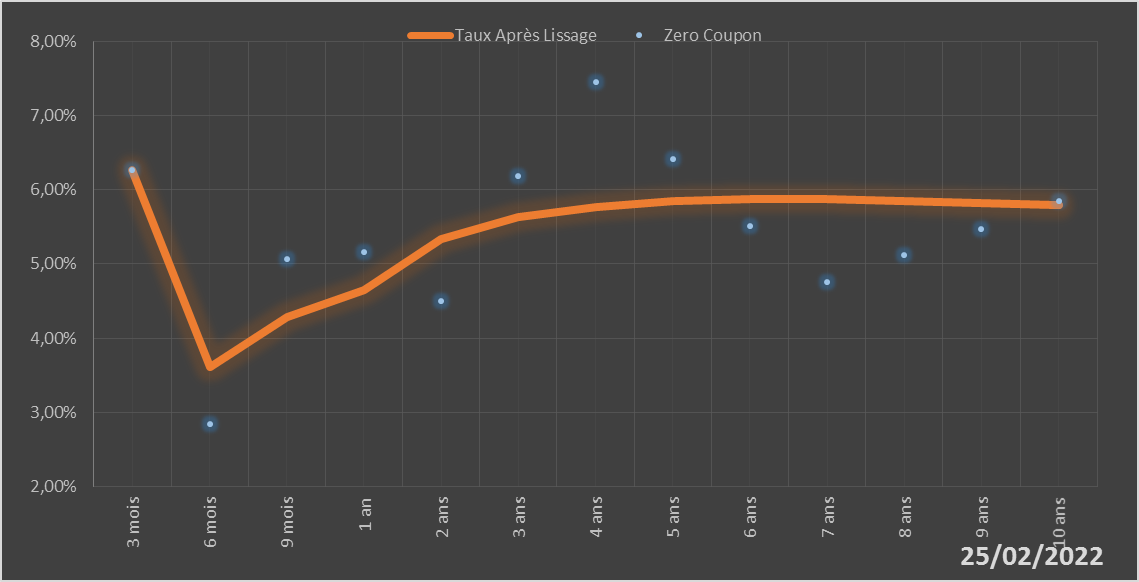 Taux Après Lissage Zero Coupon
8,00%
7,00%
6,00%
5,00%
4,00%
3,00%
2,00%
3 mois
6 mois
9 mois
1 an
2 ans
3 ans
4 ans
5 ans
6 ans
7 ans
8 ans
9 ans
10 ans
25/02/2022